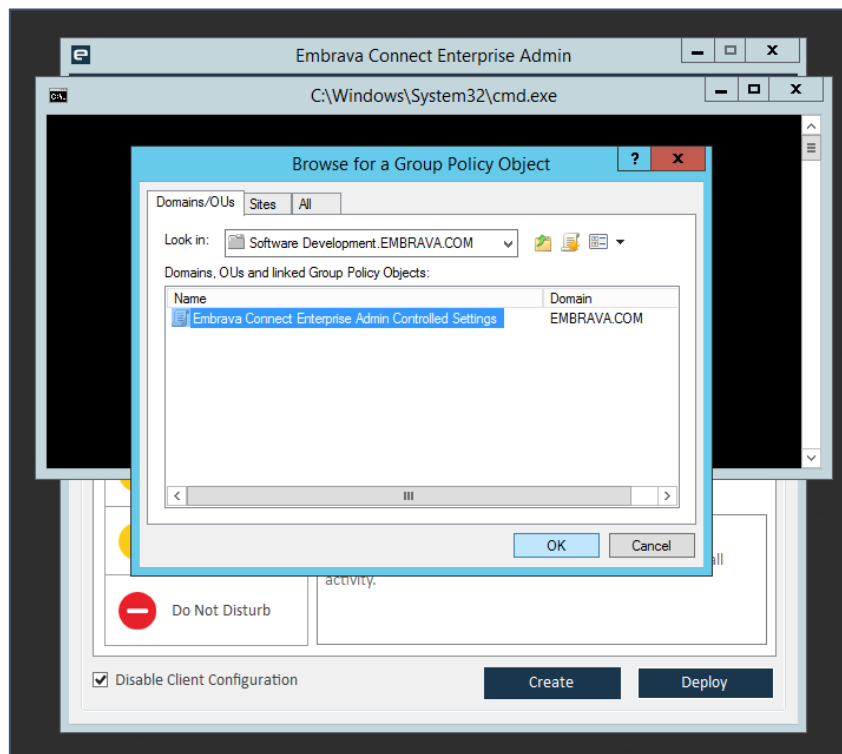 Embrava Connect Enterprise Admin
C:\Windows\System32\cmd.exe
Browse for a Group Policy Object
Domains/OUs Sites All
Look in: Software Development.EMBRAVA.COM
Domains, OUs and linked Group Policy Objects:
Name Domain
Embrava Connect Enterprise Admin Controlled Settings EMBRAVA.COM
OK Cancel
all
activity.
Do Not Disturb
Disable Client Configuration Create Deploy